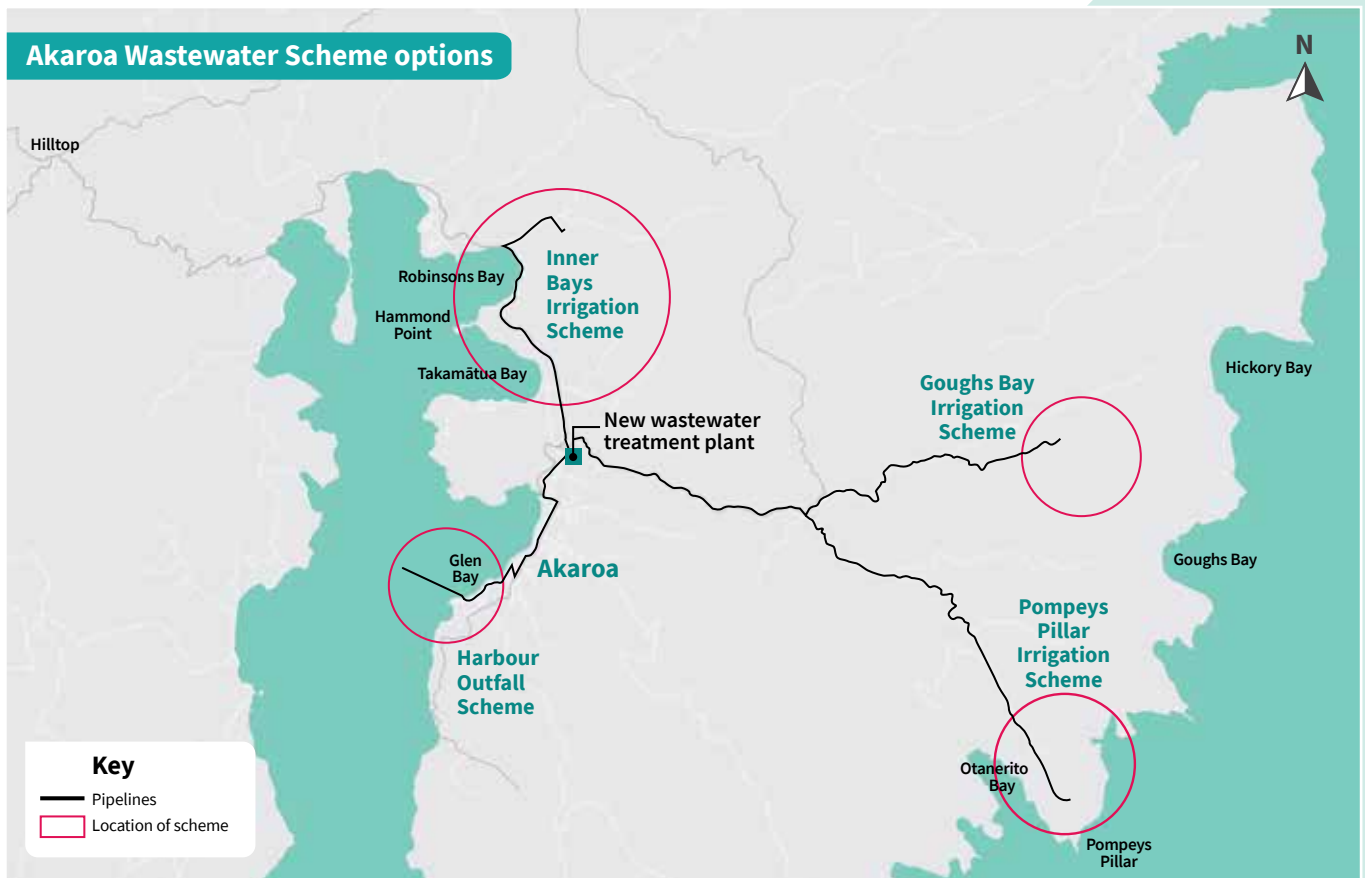 Akaroa Wastewater Scheme options
N
Hilltop
Robinsons Bay
Hammond
Point
Takamātua Bay
Inner
Bays
Irrigation
Scheme
New wastewater
treatment plant
Goughs Bay
Irrigation
Scheme
Hickory Bay
Goughs Bay
Glen
Bay
Akaroa
Harbour
Outfall
Scheme
Pompeys
Pillar
Irrigation
Scheme
Otanerito
Bay
Pompeys
Pillar
Key
Pipelines
Location of scheme